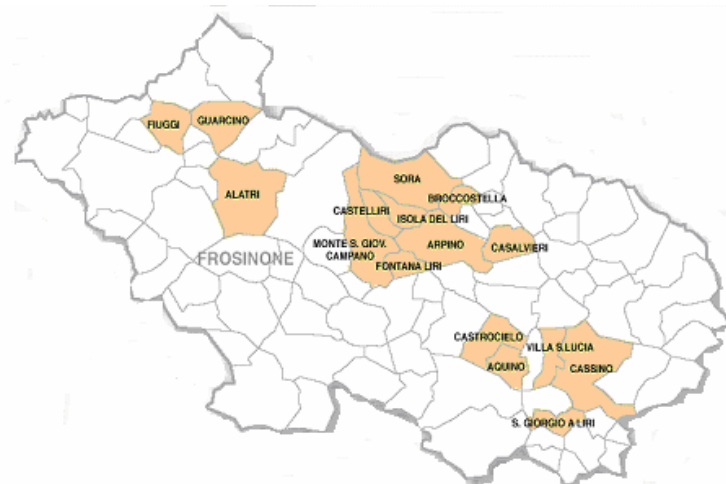 FIUGGI
GUARCINO
ALATRI
SORA
BROCCOSTELLA
CASTELLIRI
ISOLA DEL LIRI
MONTE S. GIOV.
CAMPANO
ARPINO
CASALVIERI
FROSINONE
FONTANA LIRI
CASTROCIELO
VILLA S.LUCIA
AQUINO
CASSINO
S. GIORGIO A LIRI